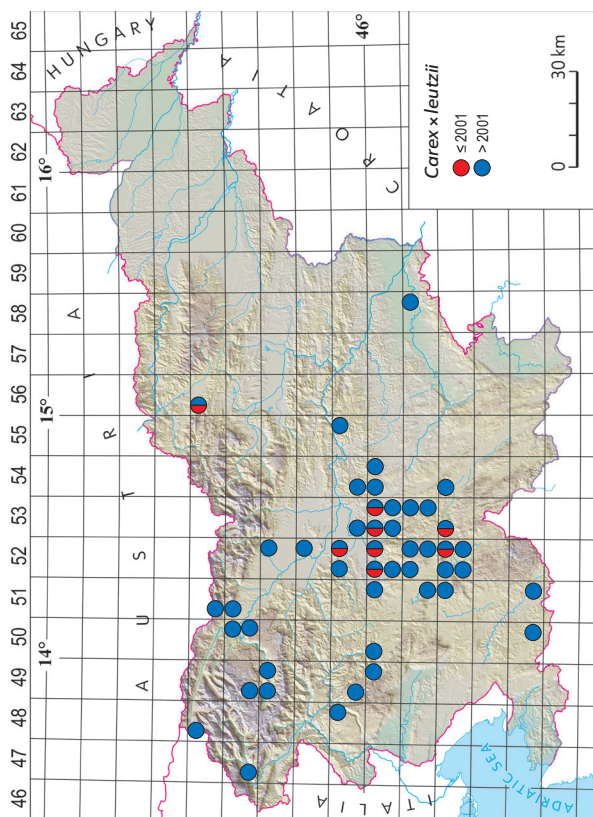 46 47 48 49 50 51 52 53 54 55 56 57 58 59 60 61 62 63 64 65
14° 15° 16°
AUSTRIA
HUNGARY
CROATIA
46°
ITALIA
ADRIATIC SEA
Carex × leutzii
≤ 2001
> 2001
0 30 km